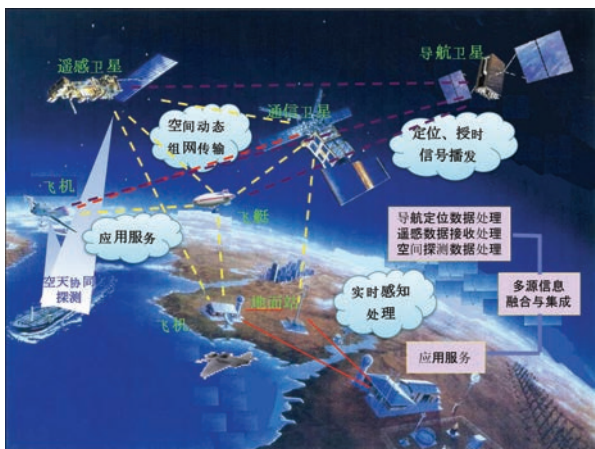 遥感卫星
导航卫星
通信卫星
空间动态
组网传输
定位、授时
信号播发
飞机
飞艇
应用服务
导航定位数据处理
遥感数据接收处理
空间探测数据处理
空天协同
探测
实时感知
处理
多源信息
融合与集成
飞机
地面站
应用服务